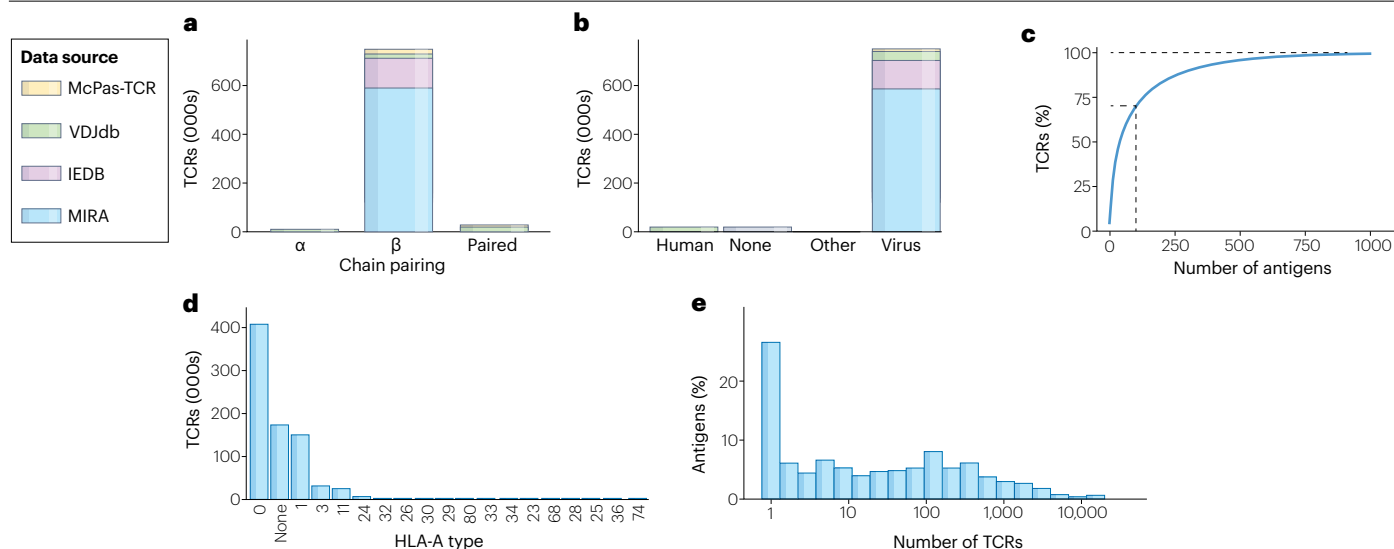 Data source
McPas-TCR
VDJdb
IEDB
MIRA
a
TCRs (000s)
600
400
200
0
α
β
Paired
Chain pairing
b
TCRs (000s)
600
400
200
0
Human
None
Other
Virus
c
TCRs (%)
100
75
50
25
0
0
250
500
750
1000
Number of antigens
d
TCRs (000s)
400
300
200
100
0
0
None
1
3
11
24
32
26
30
29
80
33
34
23
68
28
25
36
74
HLA-A type
e
Antigens (%)
20
10
0
1
10
100
1,000
10,000
Number of TCRs